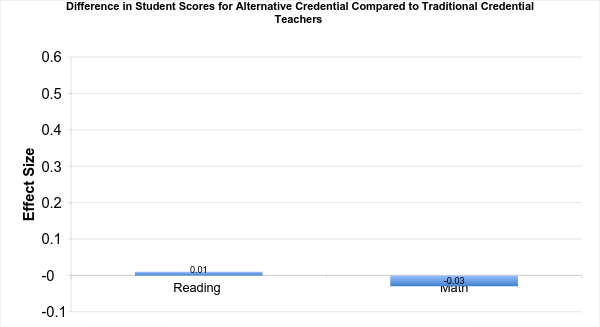 Difference in Student Scores for Alternative Credential Compared to Traditional Credential
Teachers
0.6
0.5
0.4
0.3
0.2
0.1
-0
-0.1
Effect Size
0.01
-0.03
Reading
Math